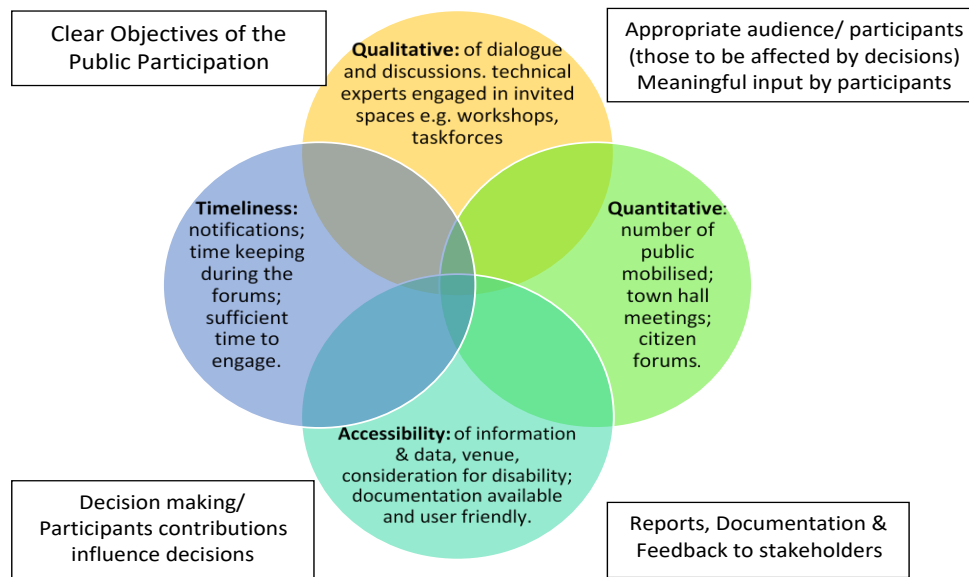 Clear Objectives of the
Public Participation
Qualitative: of dialogue
and discussions. technical
experts engaged in invited
spaces e.g. workshops,
taskforces
Appropriate audience/ participants
(those to be affected by decisions)
Meaningful input by participants
Timeliness:
notifications;
time keeping
during the
forums;
sufficient
time to
engage.
Quantitative:
number of
public
mobilised;
town hall
meetings;
citizen
forums.
Accessibility: of information
& data, venue,
consideration for disability;
documentation available
and user friendly.
Decision making/
Participants contributions
influence decisions
Reports, Documentation &
Feedback to stakeholders